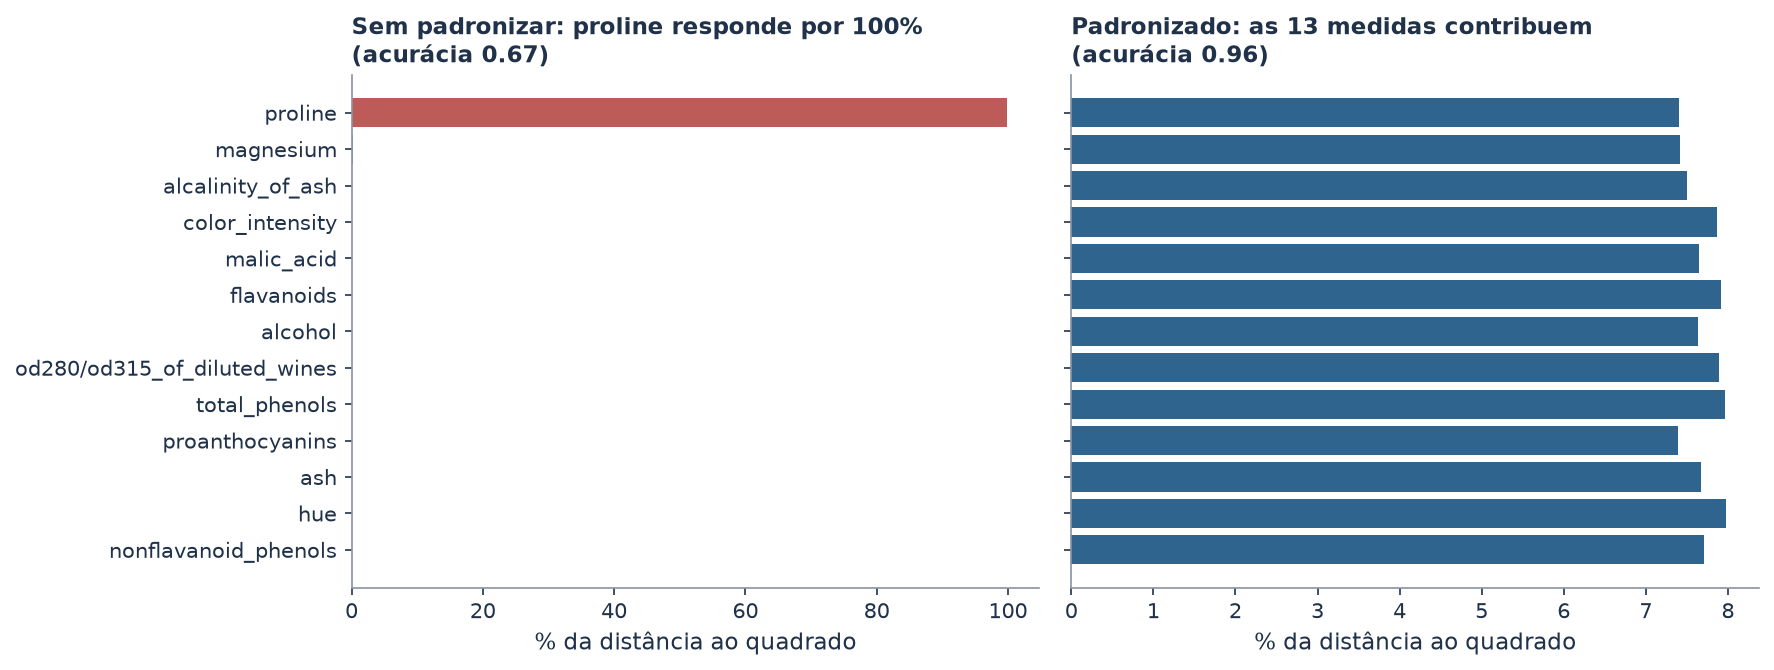 Sem padronizar: proline responde por 100%
(acurácia 0.67)
Padronizado: as 13 medidas contribuem
(acurácia 0.96)
proline
magnesium
alcalinity_of_ash
color_intensity
malic_acid
flavanoids
alcohol
od280/od315_of_diluted_wines
total_phenols
proanthocyanins
ash
hue
nonflavanoid_phenols
0 20 40 60 80 100
% da distância ao quadrado
0 1 2 3 4 5 6 7 8
% da distância ao quadrado